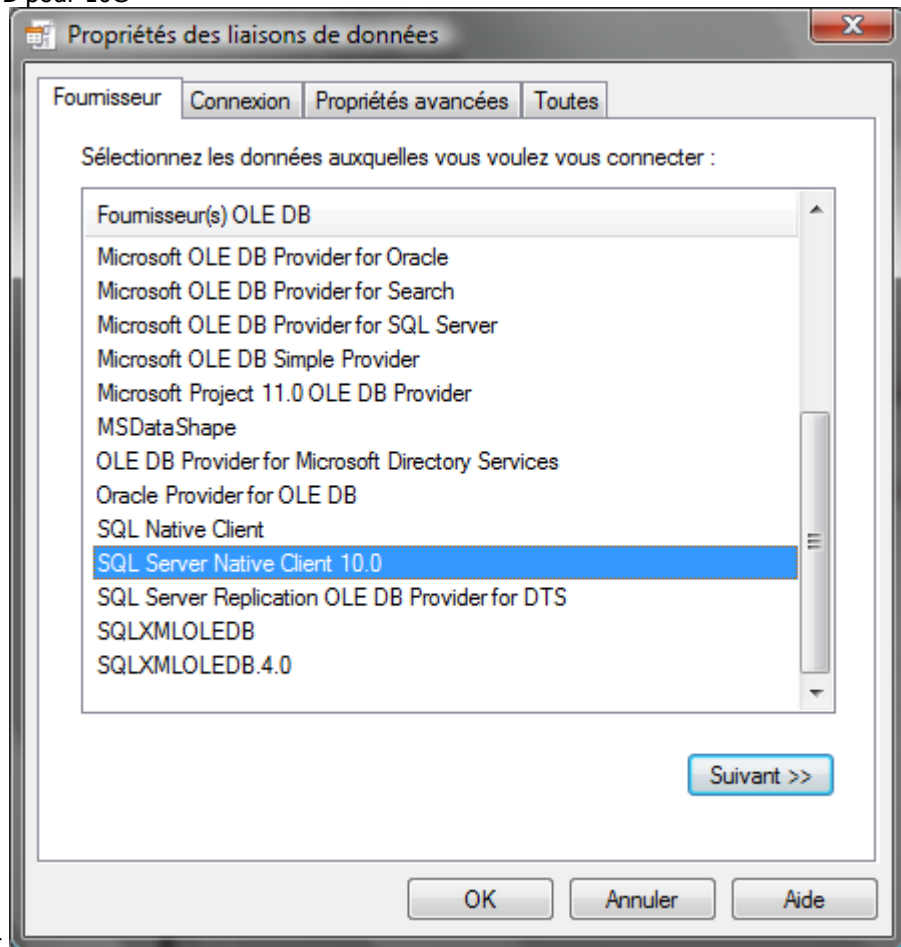 D pour 10G
Propriétés des liaisons de données
Fournisseur Connexion Propriétés avancées Toutes
Sélectionnez les données auxquelles vous voulez vous connecter :
Fournisseur(s) OLE DB
Microsoft OLE DB Provider for Oracle
Microsoft OLE DB Provider for Search
Microsoft OLE DB Provider for SQL Server
Microsoft OLE DB Simple Provider
Microsoft Project 11.0 OLE DB Provider
MSDataShape
OLE DB Provider for Microsoft Directory Services
Oracle Provider for OLE DB
SQL Native Client
SQL Server Native Client 10.0
SQL Server Replication OLE DB Provider for DTS
SQLXMLOLEDB
SQLXMLOLEDB.4.0
Suivant >>
OK Annuler Aide